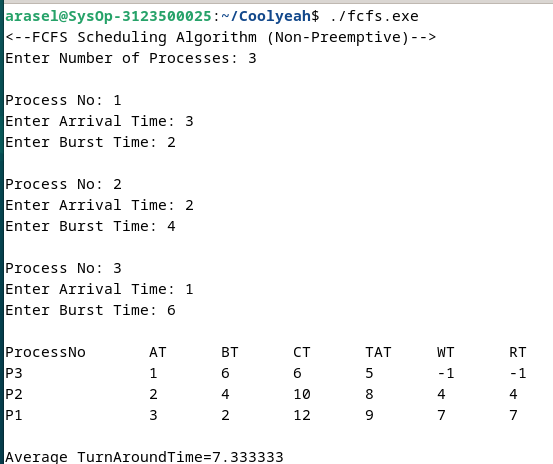 arasel@SysOp-3123500025:~/Coolyeah$ ./fcfs.exe
<--FCFS Scheduling Algorithm (Non-Preemptive)-->
Enter Number of Processes: 3
Process No: 1
Enter Arrival Time: 3
Enter Burst Time: 2
Process No: 2
Enter Arrival Time: 2
Enter Burst Time: 4
Process No: 3
Enter Arrival Time: 1
Enter Burst Time: 6
ProcessNo AT BT CT TAT WT RT
P3 1 6 6 5 -1 -1
P2 2 4 10 8 4 4
P1 3 2 12 9 7 7
Average TurnAroundTime=7.333333